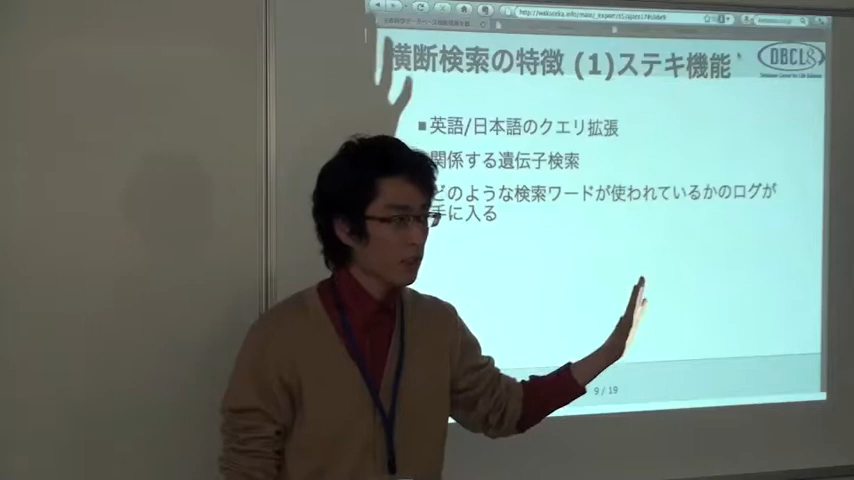 横断検索の特徴 (1)ステキ機能
DBCLS
■英語/日本語のクエリ拡張
関係する遺伝子検索
どのような検索ワードが使われているかのログが
手に入る
9 / 19